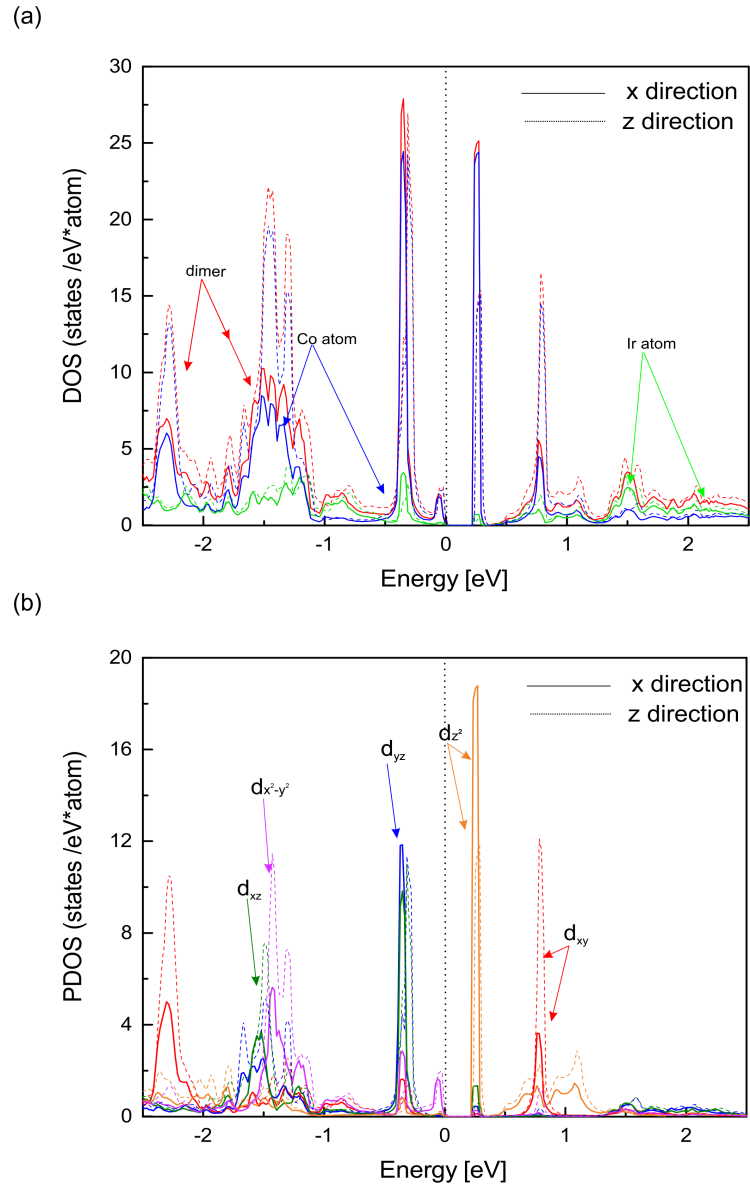 (a)
30
25
20
15
10
5
0
DOS (states /eV*atom)
x direction
z direction
dimer
Co atom
Ir atom
-2 -1 0 1 2
Energy [eV]
(b)
20
16
12
8
4
0
PDOS (states /eV*atom)
x direction
z direction
dz²
dyz
dx²-y²
dxz
dxy
-2 -1 0 1 2
Energy [eV]